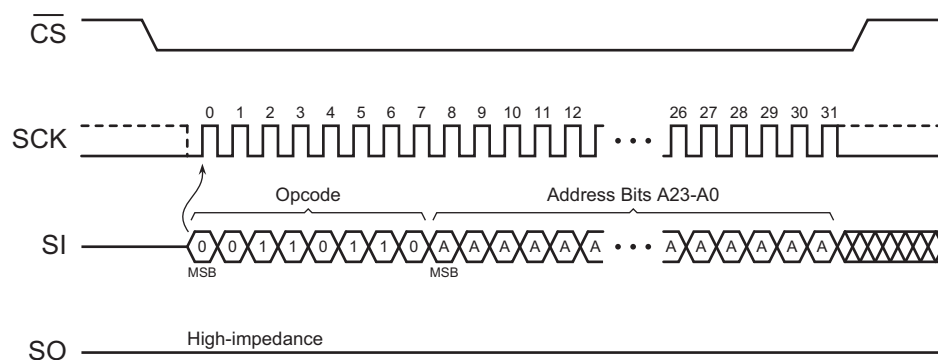 CS
0 1 2 3 4 5 6 7 8 9 10 11 12 26 27 28 29 30 31
SCK
Opcode Address Bits A23-A0
SI 0 0 1 1 0 1 1 0 A A A A A A A A A A A A
MSB MSB
High-impedance
SO